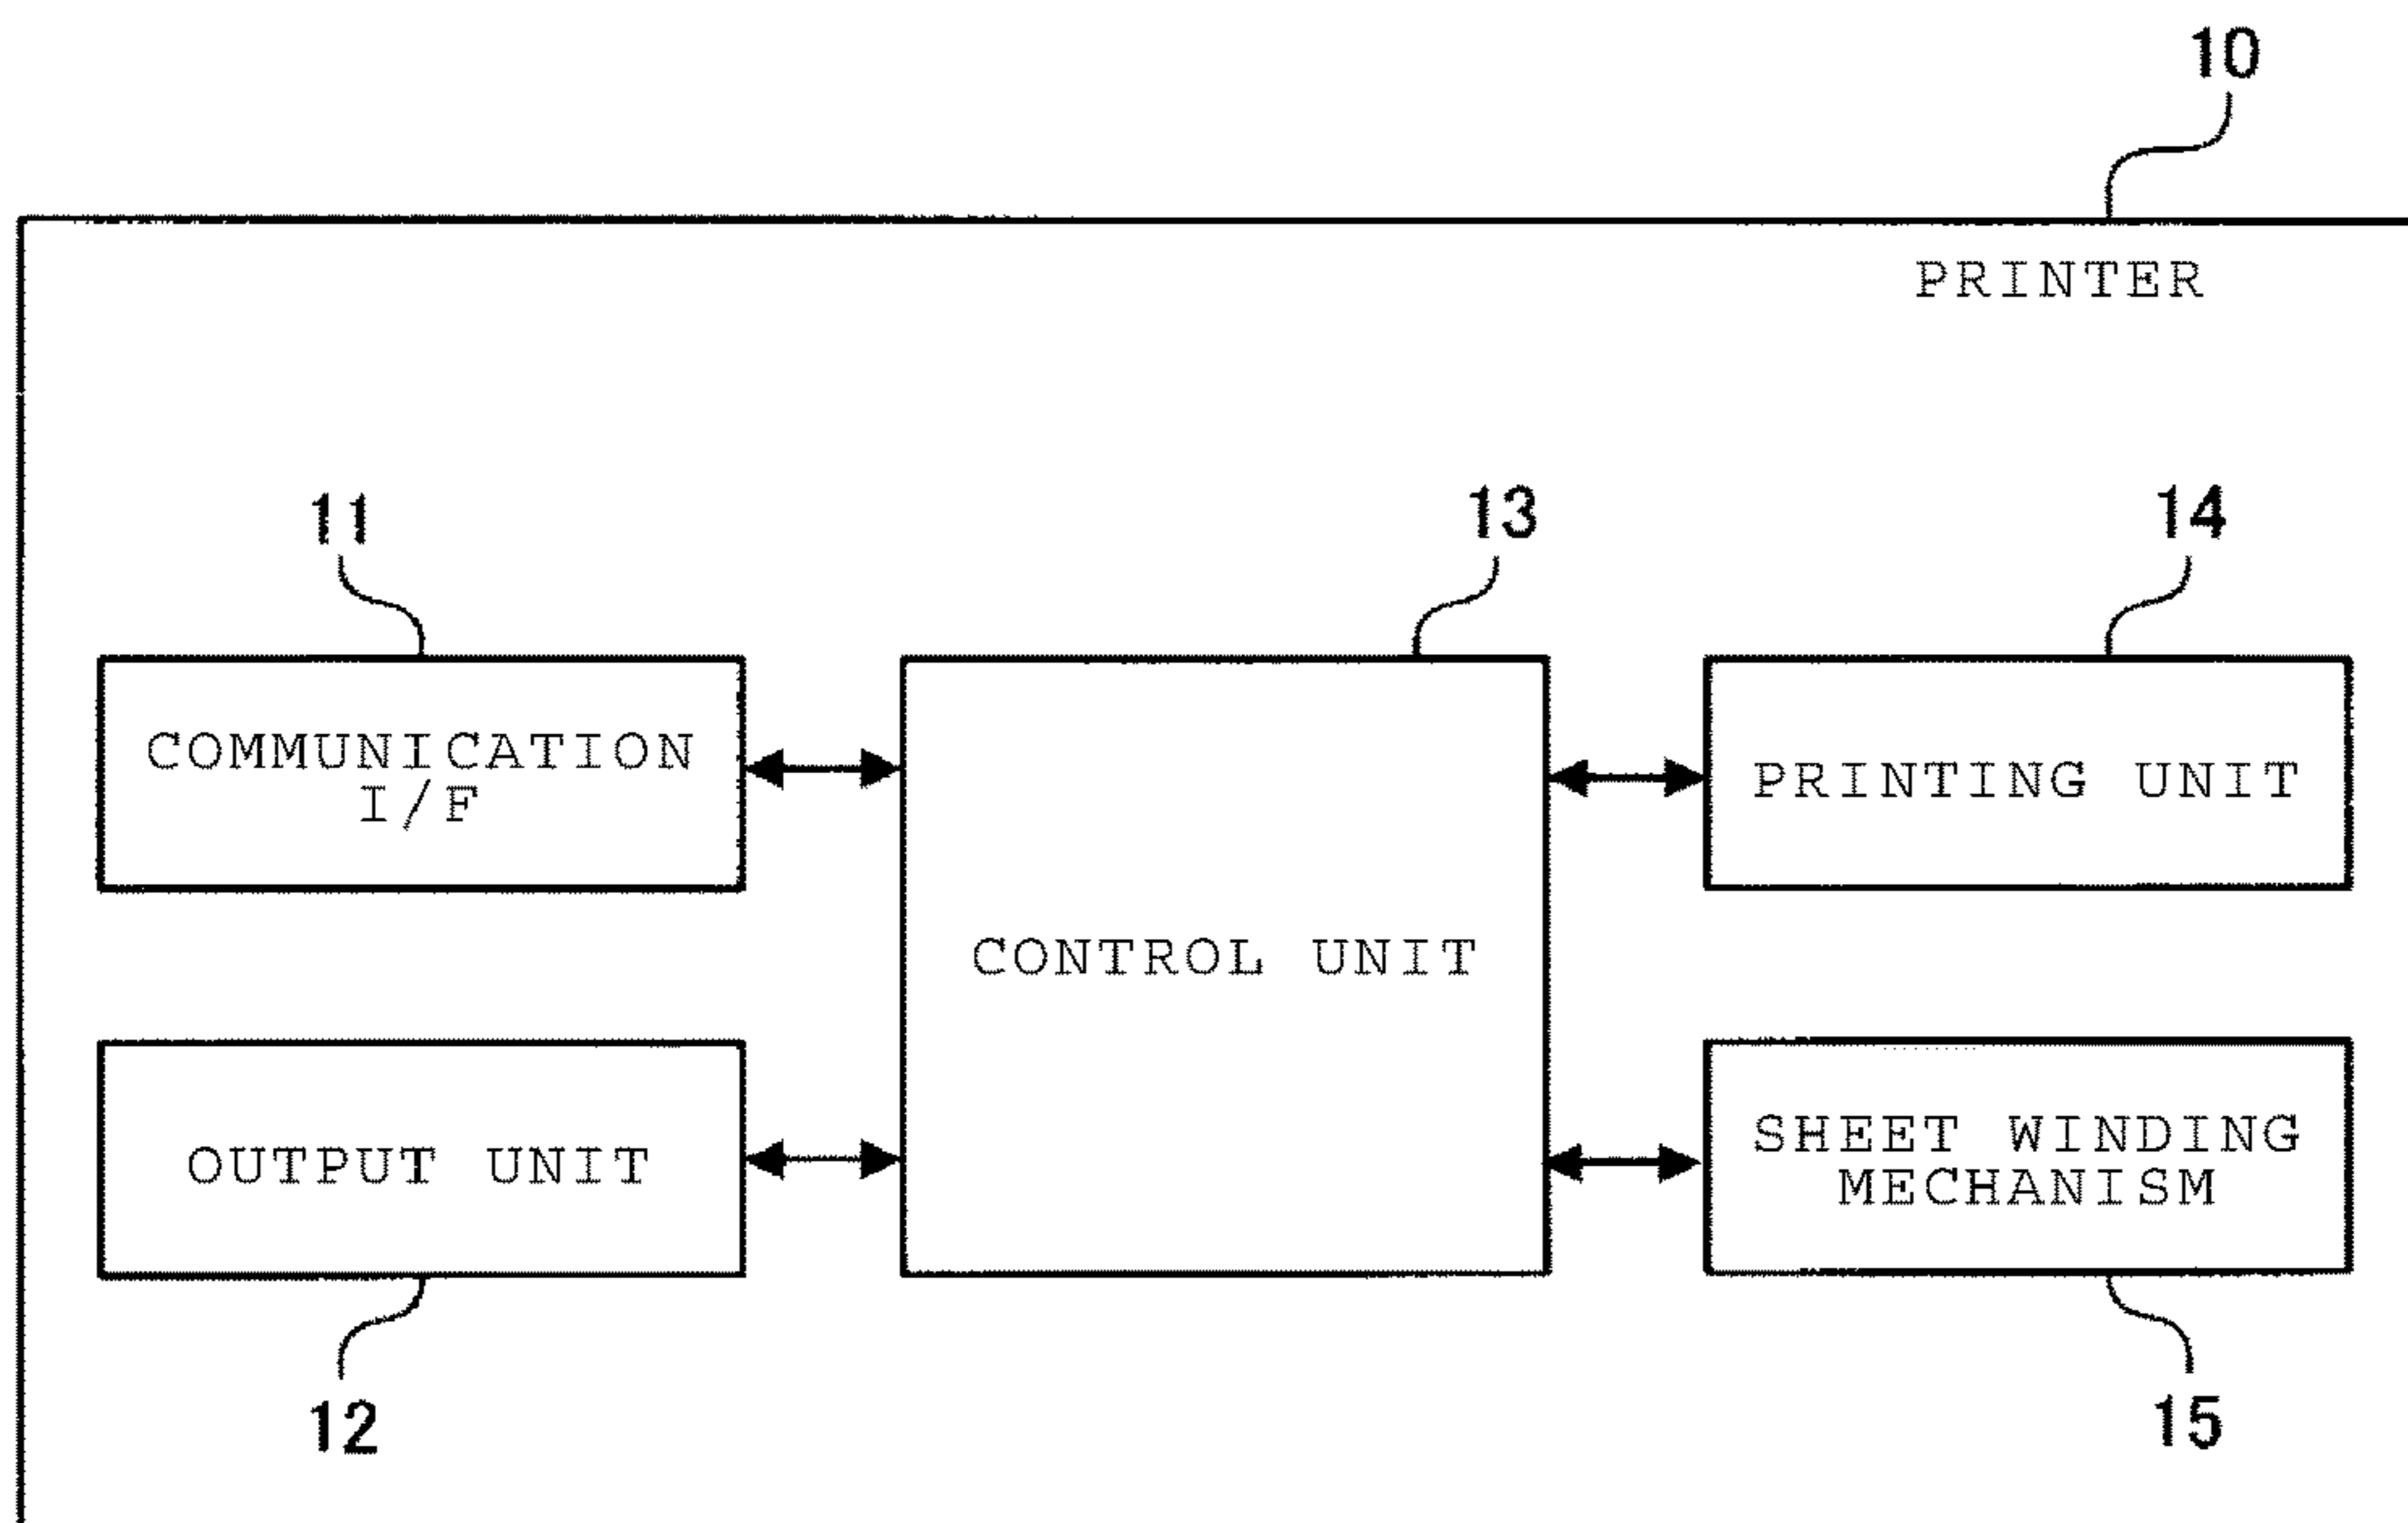 10
PRINTER
11
13
14
COMMUNICATION
I/F
CONTROL UNIT
PRINTING UNIT
OUTPUT UNIT
SHEET WINDING
MECHANISM
12
15